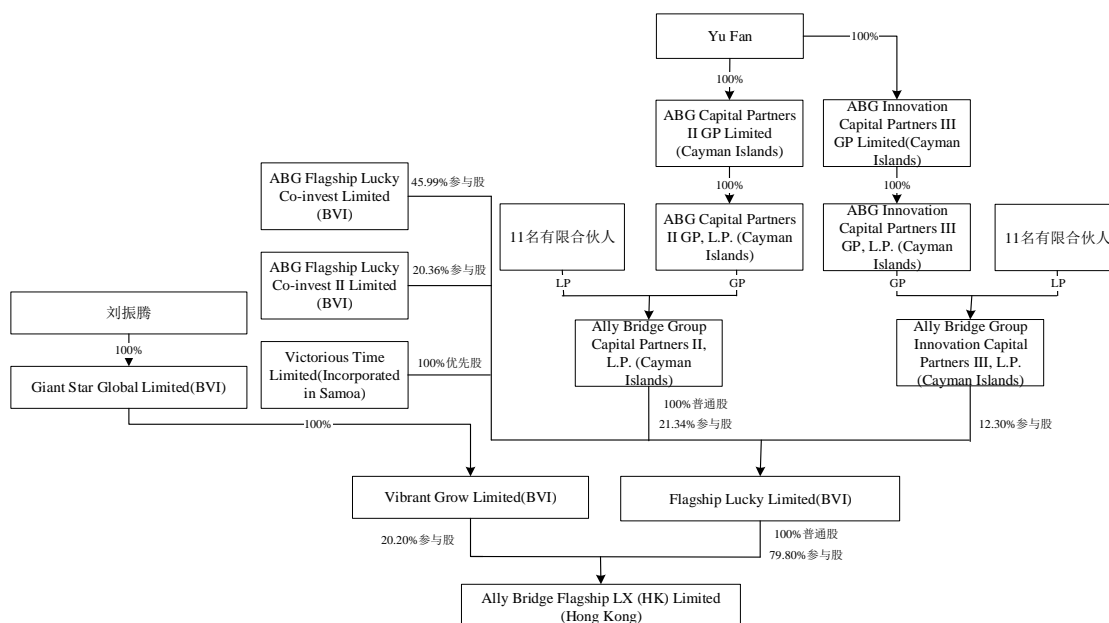 Yu Fan
100%
100%
ABG Capital Partners
II GP Limited
(Cayman Islands)
ABG Innovation
Capital Partners III
GP Limited(Cayman
Islands)
ABG Flagship Lucky
Co-invest Limited
(BVI)
45.99%参与股
100%
100%
11名有限合伙人
ABG Capital Partners
II GP, L.P. (Cayman
Islands)
ABG Innovation
Capital Partners III
GP, L.P. (Cayman
Islands)
11名有限合伙人
ABG Flagship Lucky
Co-invest II Limited
(BVI)
20.36%参与股
LP
GP
GP
LP
刘振腾
100%
Ally Bridge Group
Capital Partners II,
L.P. (Cayman
Islands)
Ally Bridge Group
Innovation Capital
Partners III, L.P.
(Cayman Islands)
Victorious Time
Limited(Incorporated
in Samoa)
100%优先股
Giant Star Global Limited(BVI)
100%普通股
21.34%参与股
12.30%参与股
100%
Vibrant Grow Limited(BVI)
Flagship Lucky Limited(BVI)
20.20%参与股
100%普通股
79.80%参与股
Ally Bridge Flagship LX (HK) Limited
(Hong Kong)